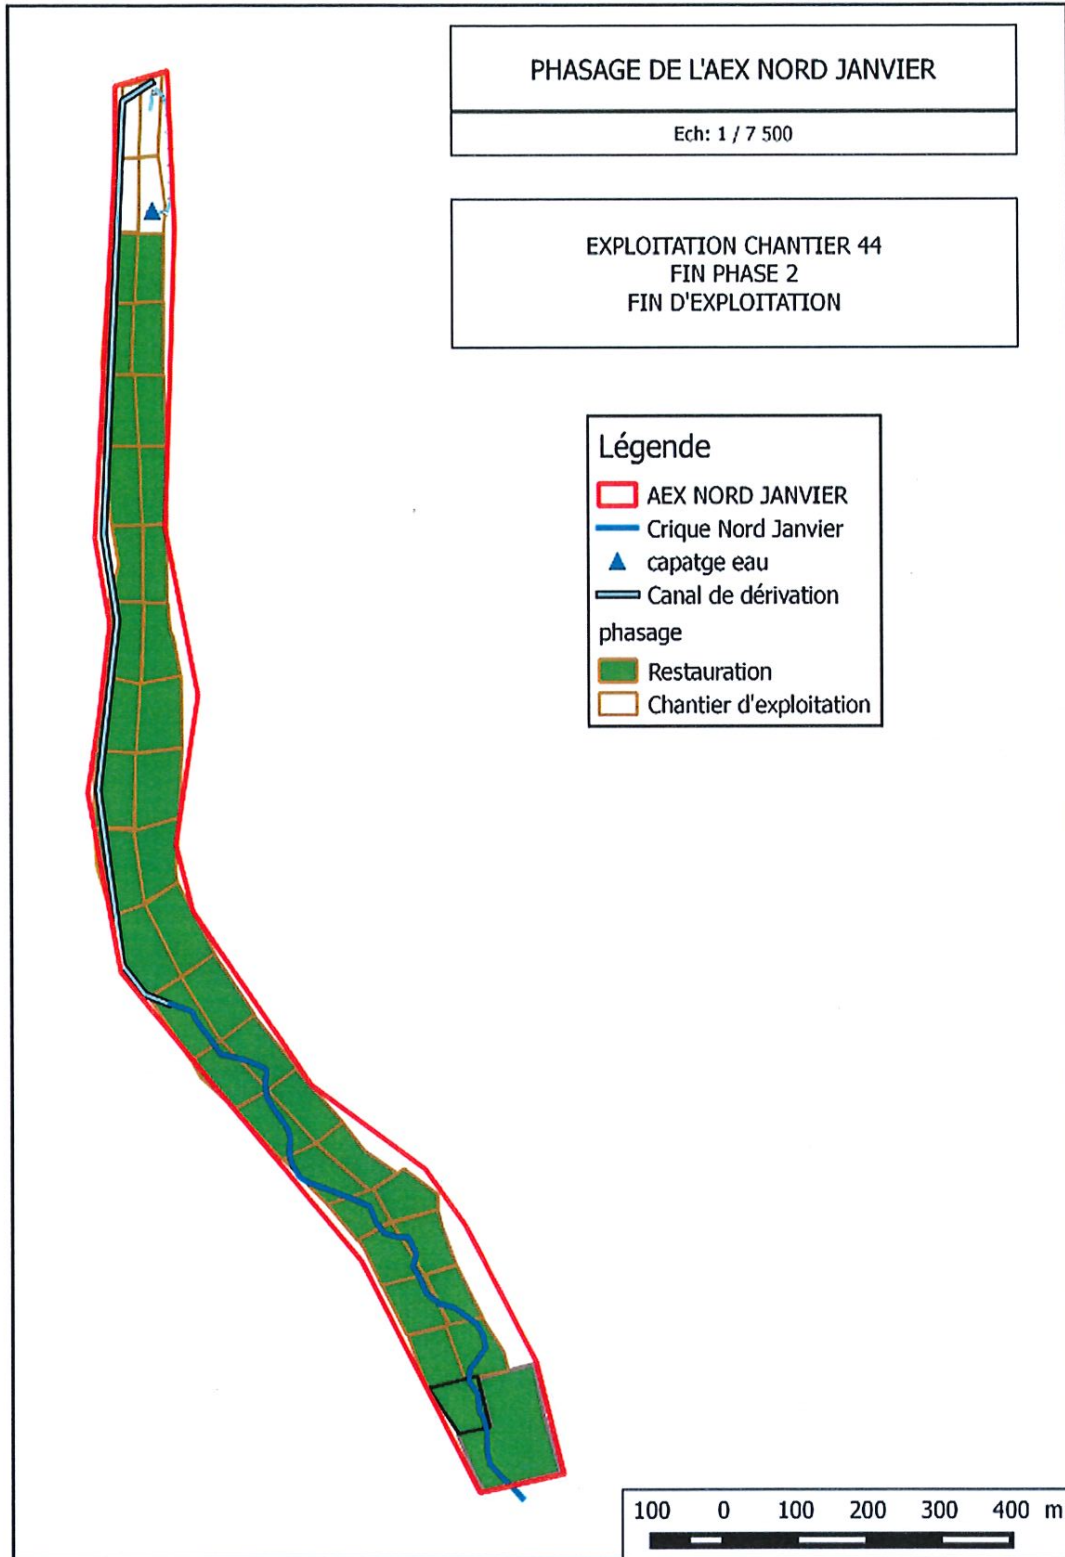 PHASAGE DE L'AEX NORD JANVIER
Ech: 1 / 7 500
EXPLOITATION CHANTIER 44
FIN PHASE 2
FIN D'EXPLOITATION
Légende
AEX NORD JANVIER
Crique Nord Janvier
capatge eau
Canal de dérivation
phasage
Restauration
Chantier d'exploitation
100 0 100 200 300 400 m